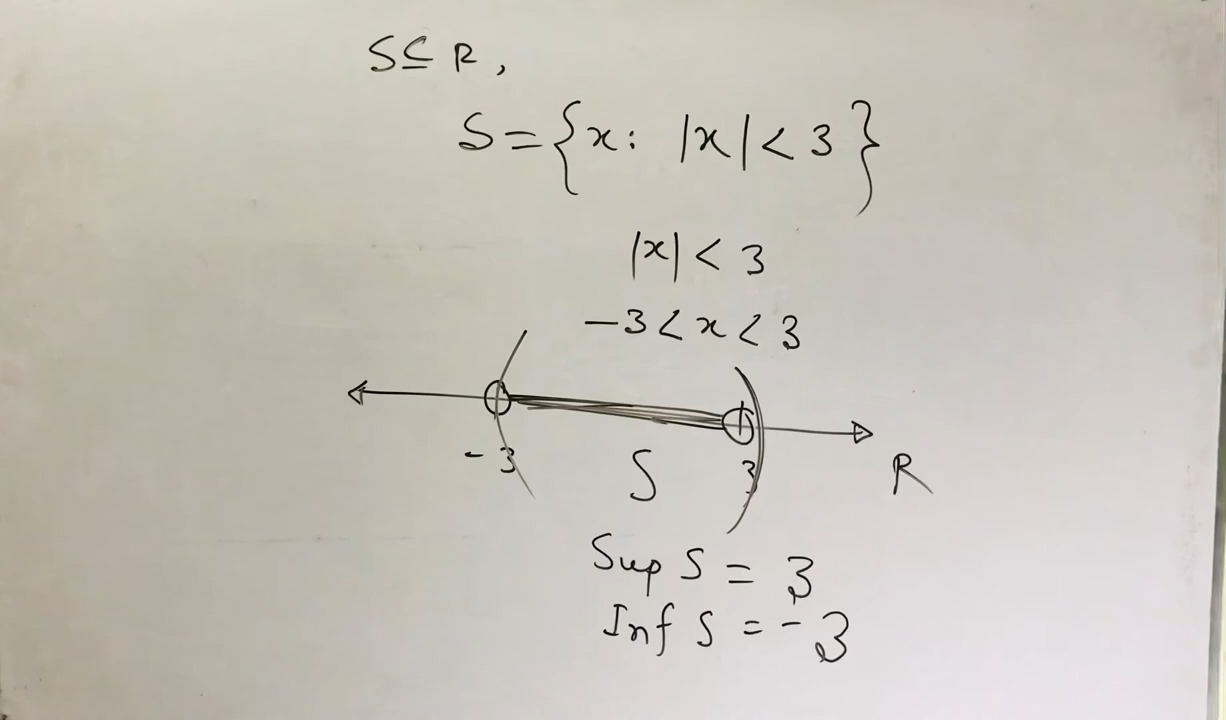 S⊆R,
S={x: |x|<3}
|x|<3
-3<x<3
-3 S 3 R
Sup S = 3
Inf S = -3